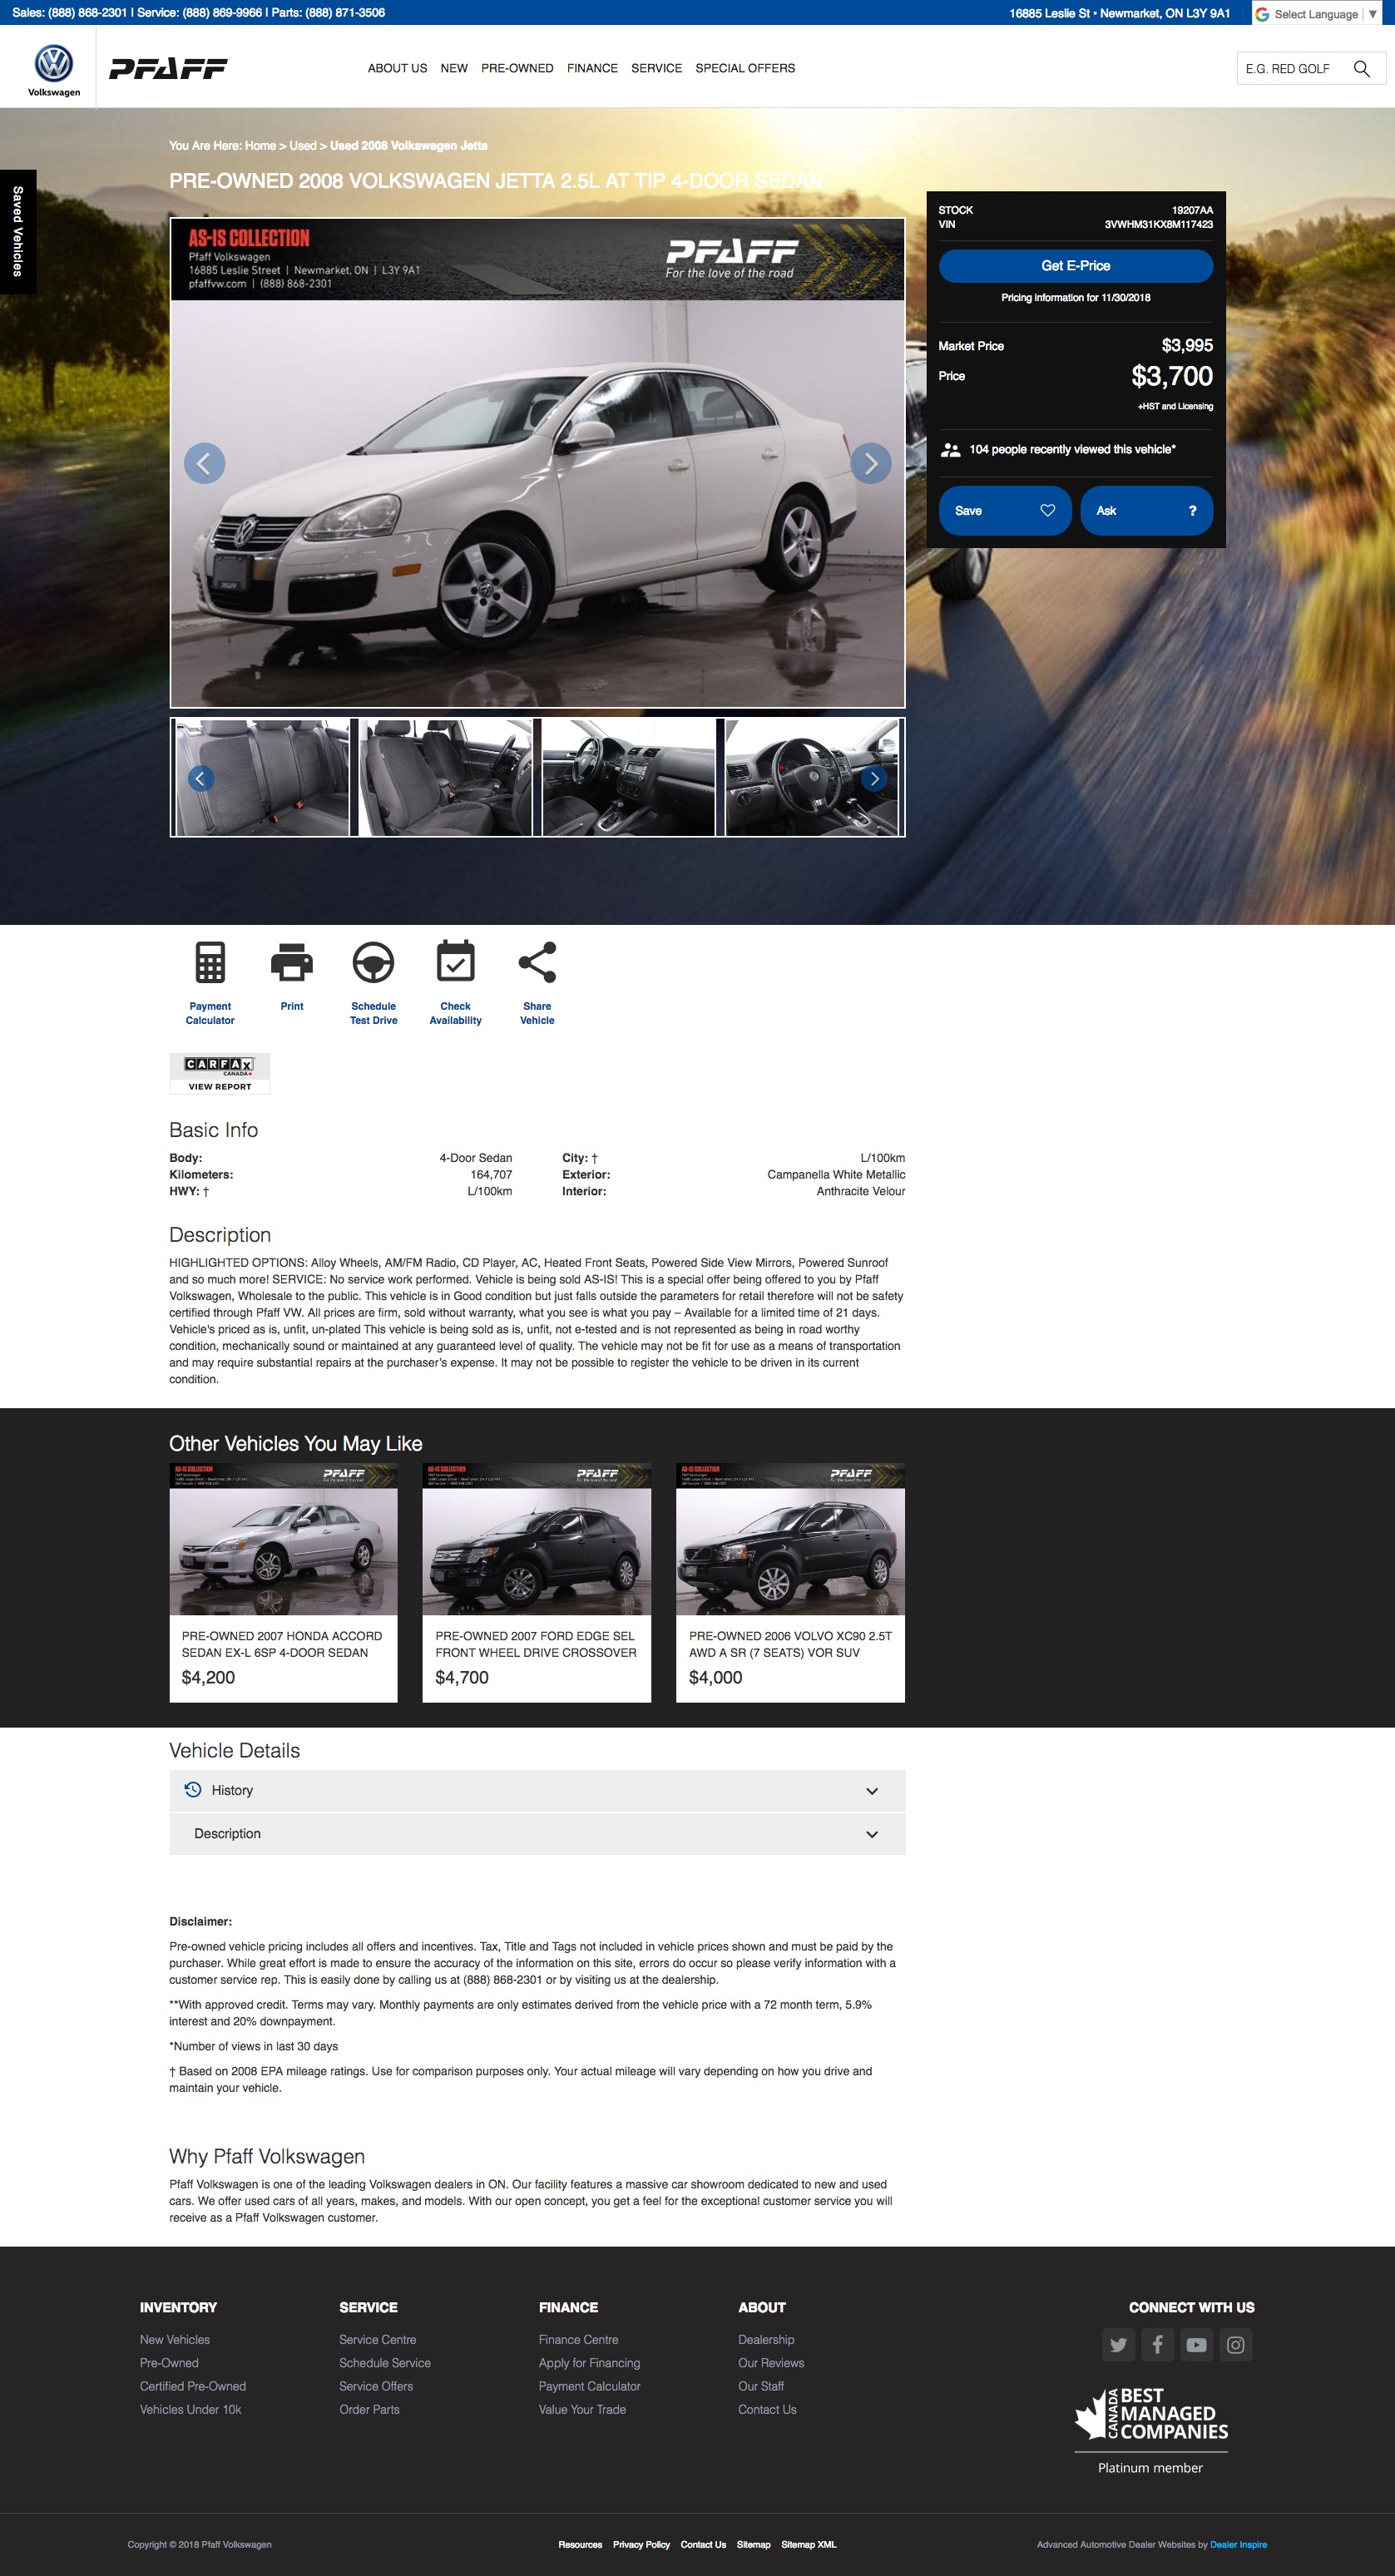 Sales: (888) 868-2301 | Service: (888) 869-9966 | Parts: (888) 871-3506
16885 Leslie St • Newmarket, ON L3Y 9A1
Select Language ▼
Volkswagen
PFAFF
ABOUT US NEW PRE-OWNED FINANCE SERVICE SPECIAL OFFERS
E.G. RED GOLF
Saved Vehicles
You Are Here: Home > Used > Used 2008 Volkswagen Jetta
PRE-OWNED 2008 VOLKSWAGEN JETTA 2.5L AT TIP 4-DOOR SEDAN
AS-IS COLLECTION
Pfaff Volkswagen
16885 Leslie Street | Newmarket, ON | L3Y 9A1
pfaffvw.com | (888) 868-2301
PFAFF
For the love of the road
PFAFF
STOCK 19207AA
VIN 3VWHM31KX8M117423
Get E-Price
Pricing information for 11/30/2018
Market Price $3,995
Price $3,700
+HST and Licensing
104 people recently viewed this vehicle*
Save
Ask ?
Payment
Calculator
Print
Schedule
Test Drive
Check
Availability
Share
Vehicle
CARFAX
CANADA
VIEW REPORT
Basic Info
Body: 4-Door Sedan
City: † L/100km
Kilometers: 164,707
Exterior: Campanella White Metallic
HWY: † L/100km
Interior: Anthracite Velour
Description
HIGHLIGHTED OPTIONS: Alloy Wheels, AM/FM Radio, CD Player, AC, Heated Front Seats, Powered Side View Mirrors, Powered Sunroof
and so much more! SERVICE: No service work performed. Vehicle is being sold AS-IS! This is a special offer being offered to you by Pfaff
Volkswagen, Wholesale to the public. This vehicle is in Good condition but just falls outside the parameters for retail therefore will not be safety
certified through Pfaff VW. All prices are firm, sold without warranty, what you see is what you pay – Available for a limited time of 21 days.
Vehicle's priced as is, unfit, un-plated This vehicle is being sold as is, unfit, not e-tested and is not represented as being in road worthy
condition, mechanically sound or maintained at any guaranteed level of quality. The vehicle may not be fit for use as a means of transportation
and may require substantial repairs at the purchaser's expense. It may not be possible to register the vehicle to be driven in its current
condition.
Other Vehicles You May Like
AS-IS COLLECTION
PFAFF
AS-IS COLLECTION
PFAFF
AS-IS COLLECTION
PFAFF
PRE-OWNED 2007 HONDA ACCORD
SEDAN EX-L 6SP 4-DOOR SEDAN
$4,200
PRE-OWNED 2007 FORD EDGE SEL
FRONT WHEEL DRIVE CROSSOVER
$4,700
PRE-OWNED 2006 VOLVO XC90 2.5T
AWD A SR (7 SEATS) VOR SUV
$4,000
Vehicle Details
History
Description
Disclaimer:
Pre-owned vehicle pricing includes all offers and incentives. Tax, Title and Tags not included in vehicle prices shown and must be paid by the
purchaser. While great effort is made to ensure the accuracy of the information on this site, errors do occur so please verify information with a
customer service rep. This is easily done by calling us at (888) 868-2301 or by visiting us at the dealership.
**With approved credit. Terms may vary. Monthly payments are only estimates derived from the vehicle price with a 72 month term, 5.9%
interest and 20% downpayment.
*Number of views in last 30 days
† Based on 2008 EPA mileage ratings. Use for comparison purposes only. Your actual mileage will vary depending on how you drive and
maintain your vehicle.
Why Pfaff Volkswagen
Pfaff Volkswagen is one of the leading Volkswagen dealers in ON. Our facility features a massive car showroom dedicated to new and used
cars. We offer used cars of all years, makes, and models. With our open concept, you get a feel for the exceptional customer service you will
receive as a Pfaff Volkswagen customer.
INVENTORY
New Vehicles
Pre-Owned
Certified Pre-Owned
Vehicles Under 10k
SERVICE
Service Centre
Schedule Service
Service Offers
Order Parts
FINANCE
Finance Centre
Apply for Financing
Payment Calculator
Value Your Trade
ABOUT
Dealership
Our Reviews
Our Staff
Contact Us
CONNECT WITH US
CANADA
BEST
MANAGED
COMPANIES
Platinum member
Copyright © 2018 Pfaff Volkswagen
Resources Privacy Policy Contact Us Sitemap Sitemap XML
Advanced Automotive Dealer Websites by Dealer Inspire